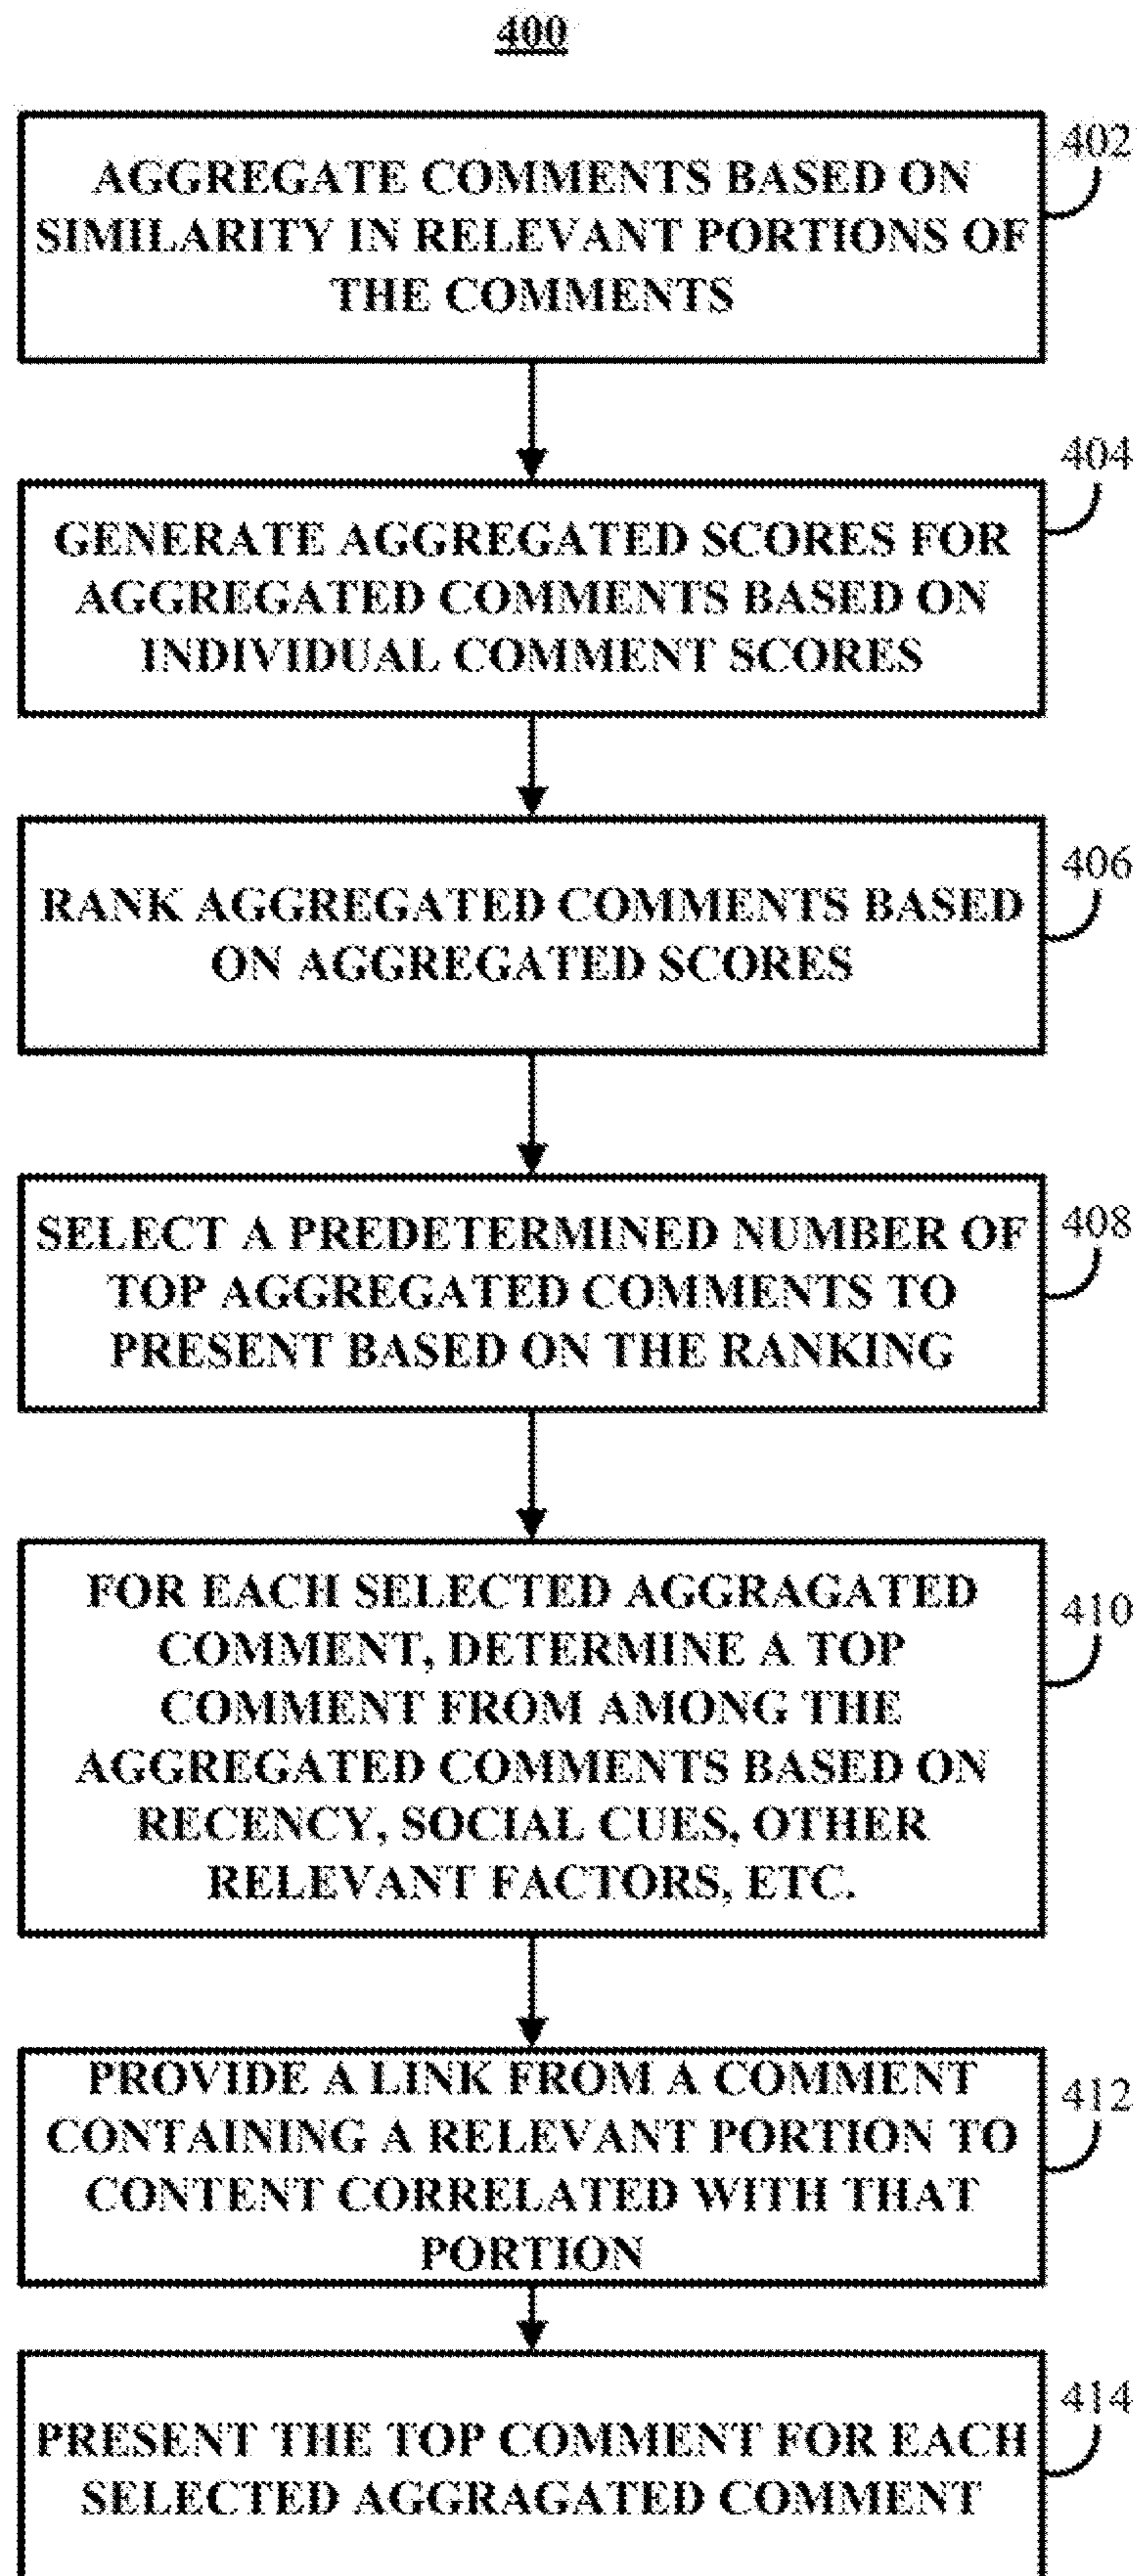 400
402
AGGREGATE COMMENTS BASED ON
SIMILARITY IN RELEVANT PORTIONS OF
THE COMMENTS
404
GENERATE AGGREGATED SCORES FOR
AGGREGATED COMMENTS BASED ON
INDIVIDUAL COMMENT SCORES
406
RANK AGGREGATED COMMENTS BASED
ON AGGREGATED SCORES
408
SELECT A PREDETERMINED NUMBER OF
TOP AGGREGATED COMMENTS TO
PRESENT BASED ON THE RANKING
410
FOR EACH SELECTED AGGRAGATED
COMMENT, DETERMINE A TOP
COMMENT FROM AMONG THE
AGGREGATED COMMENTS BASED ON
RECENCY, SOCIAL CUES, OTHER
RELEVANT FACTORS, ETC.
412
PROVIDE A LINK FROM A COMMENT
CONTAINING A RELEVANT PORTION TO
CONTENT CORRELATED WITH THAT
PORTION
414
PRESENT THE TOP COMMENT FOR EACH
SELECTED AGGRAGATED COMMENT